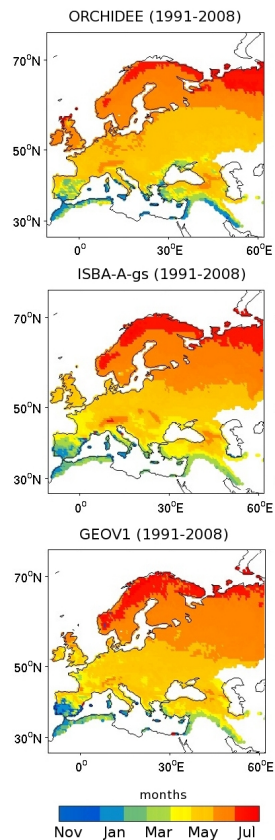 ORCHIDEE (1991-2008)
70°N
50°N
30°N
0° 30°E 60°E
ISBA-A-gs (1991-2008)
70°N
50°N
30°N
0° 30°E 60°E
GEOV1 (1991-2008)
70°N
50°N
30°N
0° 30°E 60°E
months
Nov Jan Mar May Jul